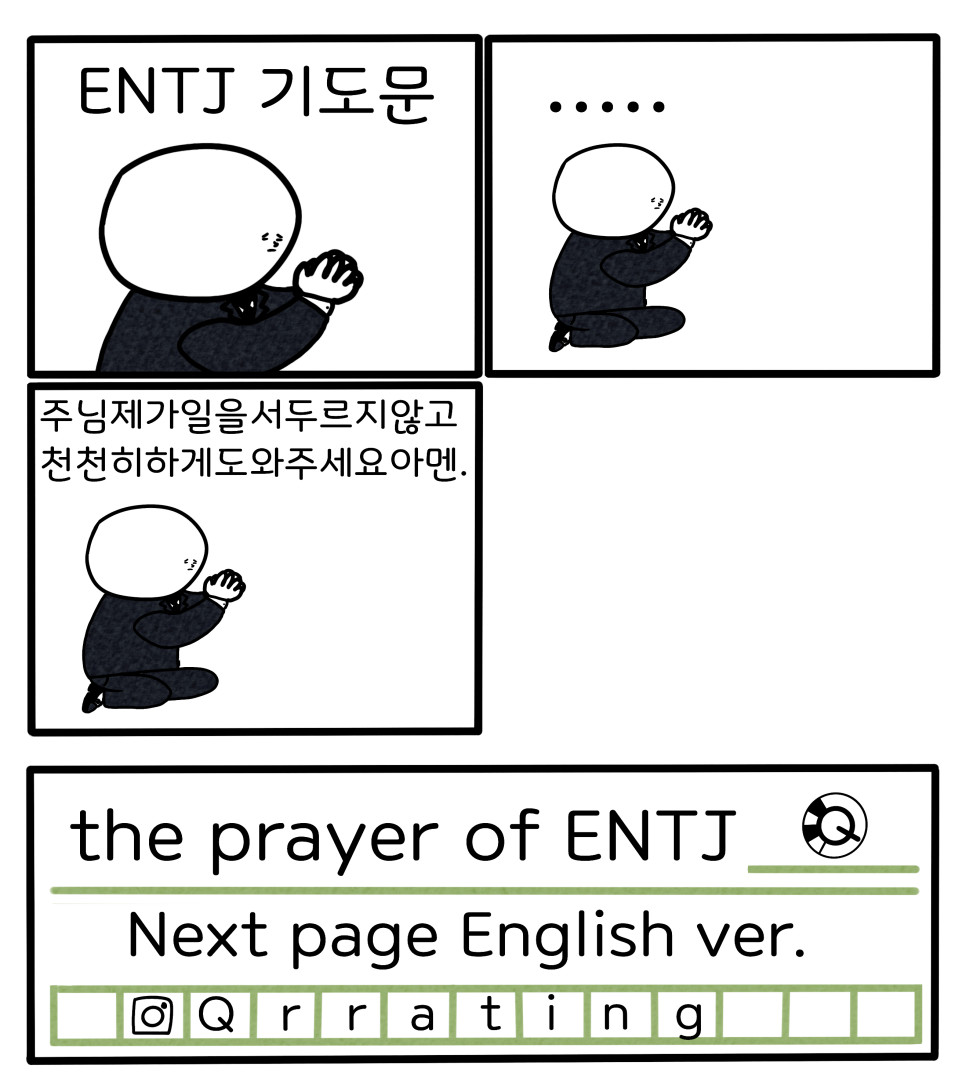 ENTJ 기도문
.....
주님제가일을서두르지않고
천천히하게도와주세요아멘.
the prayer of ENTJ
Next page English ver.
Qrrating